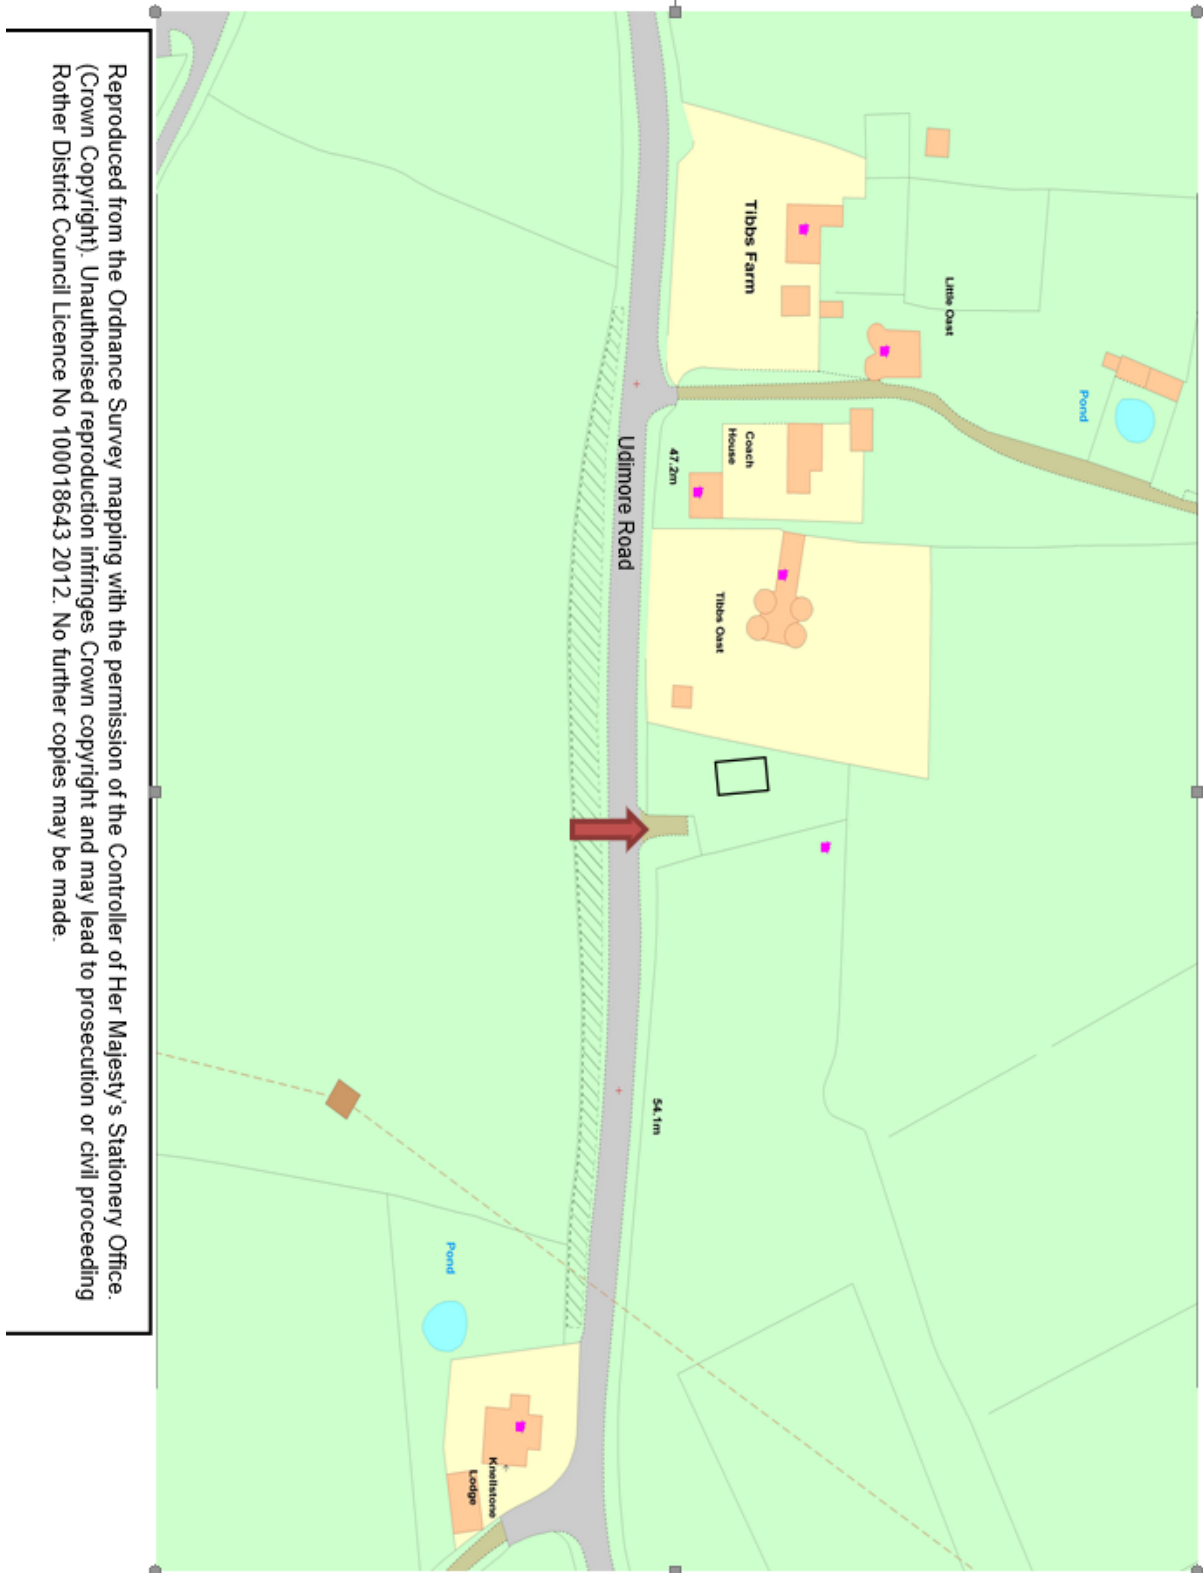 Little Oast
Tibbs Farm
Pond
Coach
House
47.2m
Udimore Road
Tibbs Oast
54.1m
Pond
Knellstone
Lodge
Reproduced from the Ordnance Survey mapping with the permission of the Controller of Her Majesty's Stationery Office.
(Crown Copyright). Unauthorised reproduction infringes Crown copyright and may lead to prosecution or civil proceeding
Rother District Council Licence No 100018643 2012. No further copies may be made.